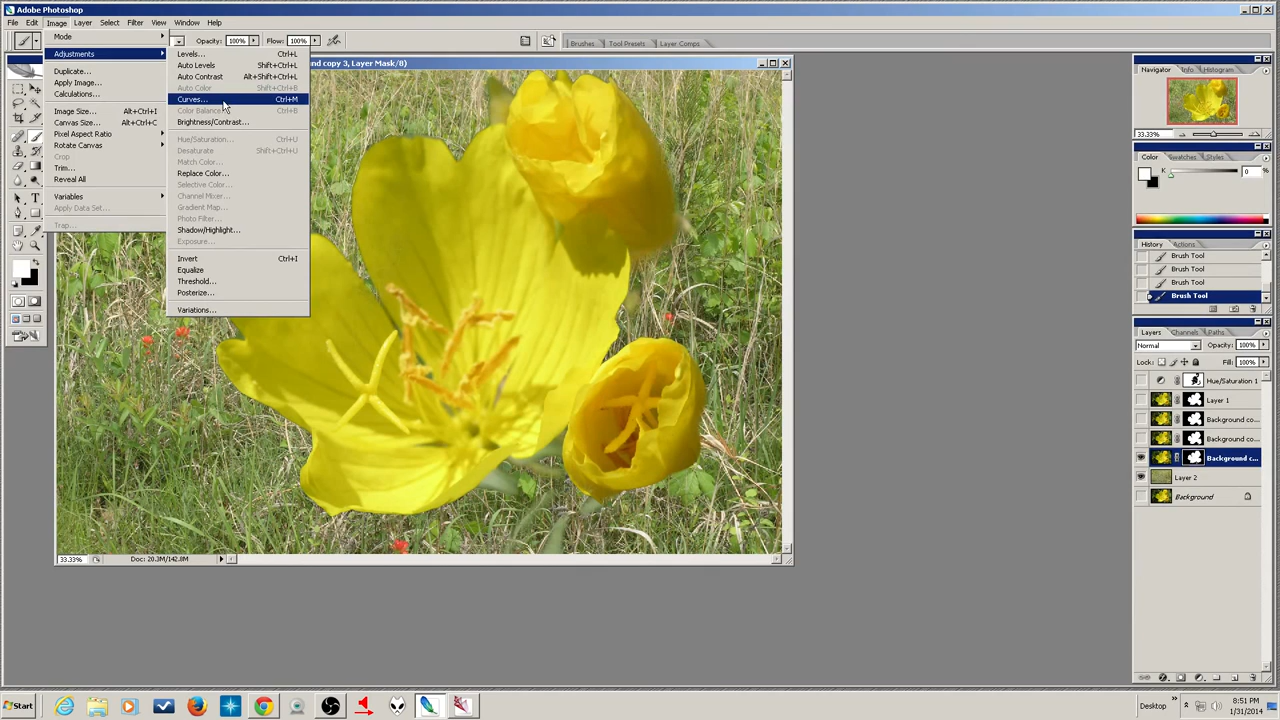 Adobe Photoshop
File Edit Image Layer Select Filter View Window Help
Opacity: 100% Flow: 100% Brushes Tool Presets Layer Comps
Mode
Adjustments
Duplicate...
Apply Image...
Calculations...
Image Size... Alt+Ctrl+I
Canvas Size... Alt+Ctrl+C
Pixel Aspect Ratio
Rotate Canvas
Crop
Trim...
Reveal All
Variables
Apply Data Set...
Trap...
Levels... Ctrl+L
Auto Levels Shift+Ctrl+L
Auto Contrast Alt+Shift+Ctrl+L
Auto Color Shift+Ctrl+B
Curves... Ctrl+M
Color Balance... Ctrl+B
Brightness/Contrast...
Hue/Saturation... Ctrl+U
Desaturate Shift+Ctrl+U
Match Color...
Replace Color...
Selective Color...
Channel Mixer...
Gradient Map...
Photo Filter...
Shadow/Highlight...
Exposure...
Invert Ctrl+I
Equalize
Threshold...
Posterize...
Variations...
nd copy 3, Layer Mask/8)
33.33% Doc: 20.3M/142.8M
Navigator Info Histogram
33.33%
Color Swatches Styles
K 0 %
History Actions
Brush Tool
Brush Tool
Brush Tool
Brush Tool
Layers Channels Paths
Normal Opacity: 100%
Lock: Fill: 100%
Hue/Saturation 1
Layer 1
Background co...
Background co...
Background c...
Layer 2
Background
Start Desktop 8:51 PM
1/31/2014